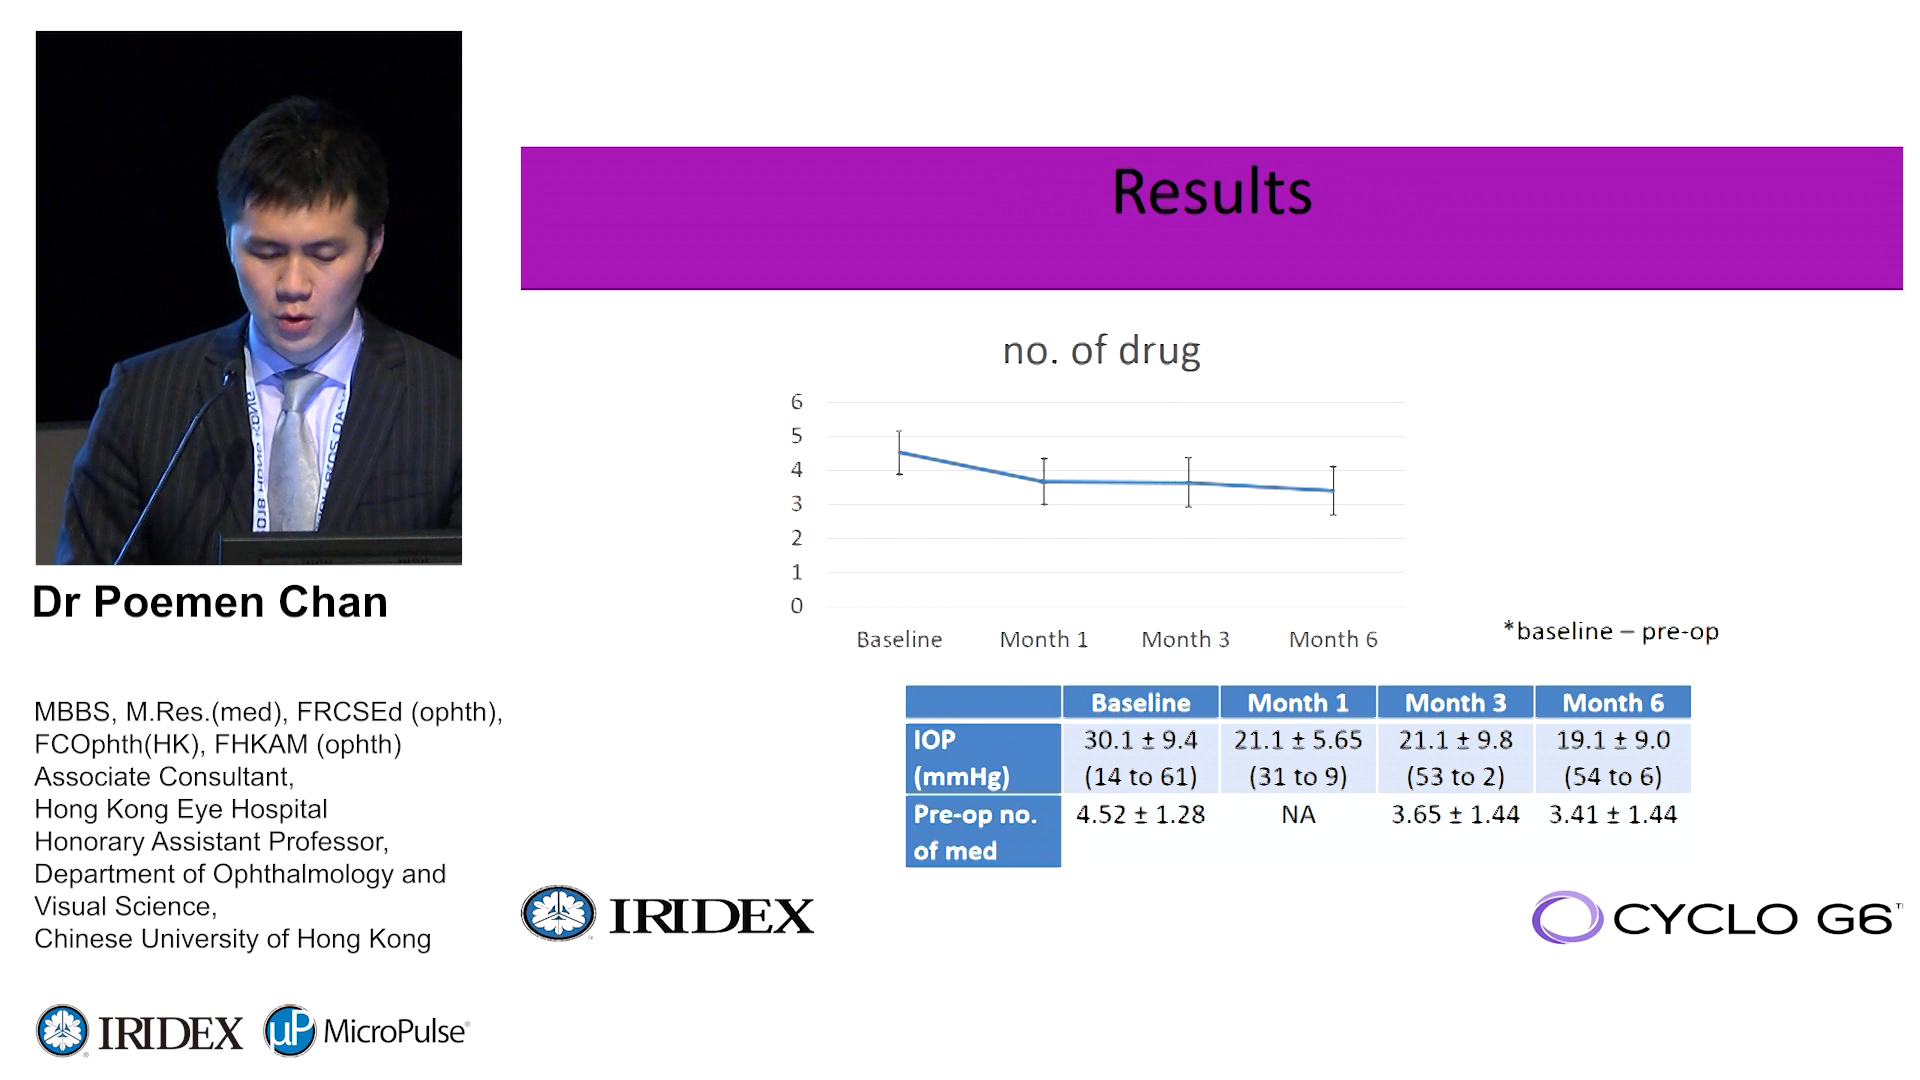 Results
no. of drug
6
5
4
3
2
1
0
Baseline Month 1 Month 3 Month 6
*baseline – pre-op
Baseline Month 1 Month 3 Month 6
IOP (mmHg) 30.1 ± 9.4 (14 to 61) 21.1 ± 5.65 (31 to 9) 21.1 ± 9.8 (53 to 2) 19.1 ± 9.0 (54 to 6)
Pre-op no. of med 4.52 ± 1.28 NA 3.65 ± 1.44 3.41 ± 1.44
IRIDEX
CYCLO G6™
Dr Poemen Chan
MBBS, M.Res.(med), FRCSEd (ophth),
FCOphth(HK), FHKAM (ophth)
Associate Consultant,
Hong Kong Eye Hospital
Honorary Assistant Professor,
Department of Ophthalmology and
Visual Science,
Chinese University of Hong Kong
IRIDEX®
µP MicroPulse®